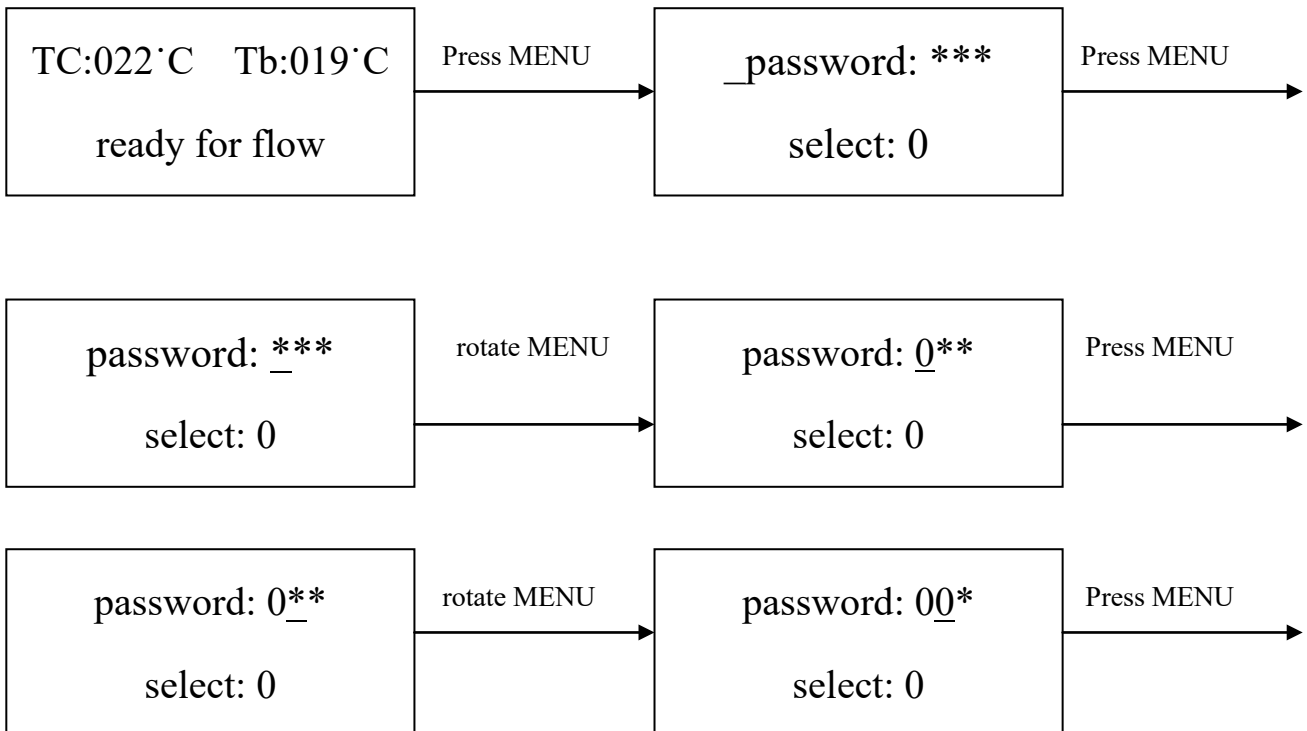 TC:022˙C Tb:019˙C
ready for flow
Press MENU
_password: ***
select: 0
Press MENU
password: ***
select: 0
rotate MENU
password: 0**
select: 0
Press MENU
password: 0**
select: 0
rotate MENU
password: 00*
select: 0
Press MENU